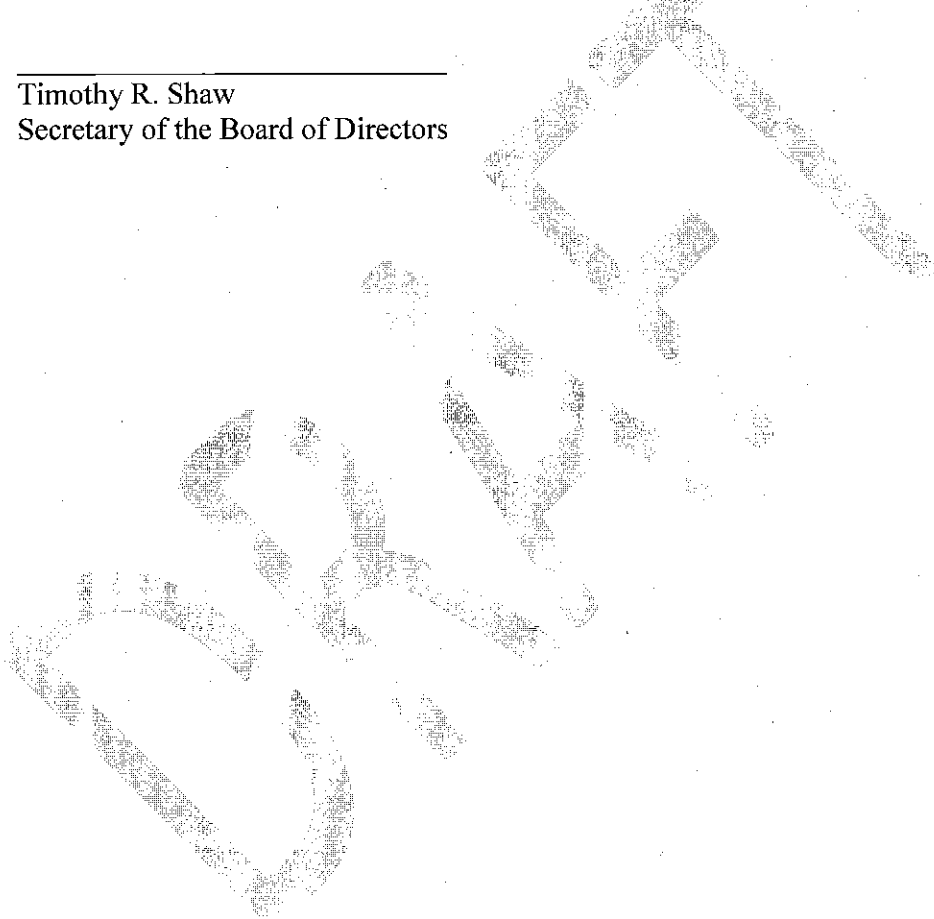 Timothy R. Shaw
Secretary of the Board of Directors
DRAFT